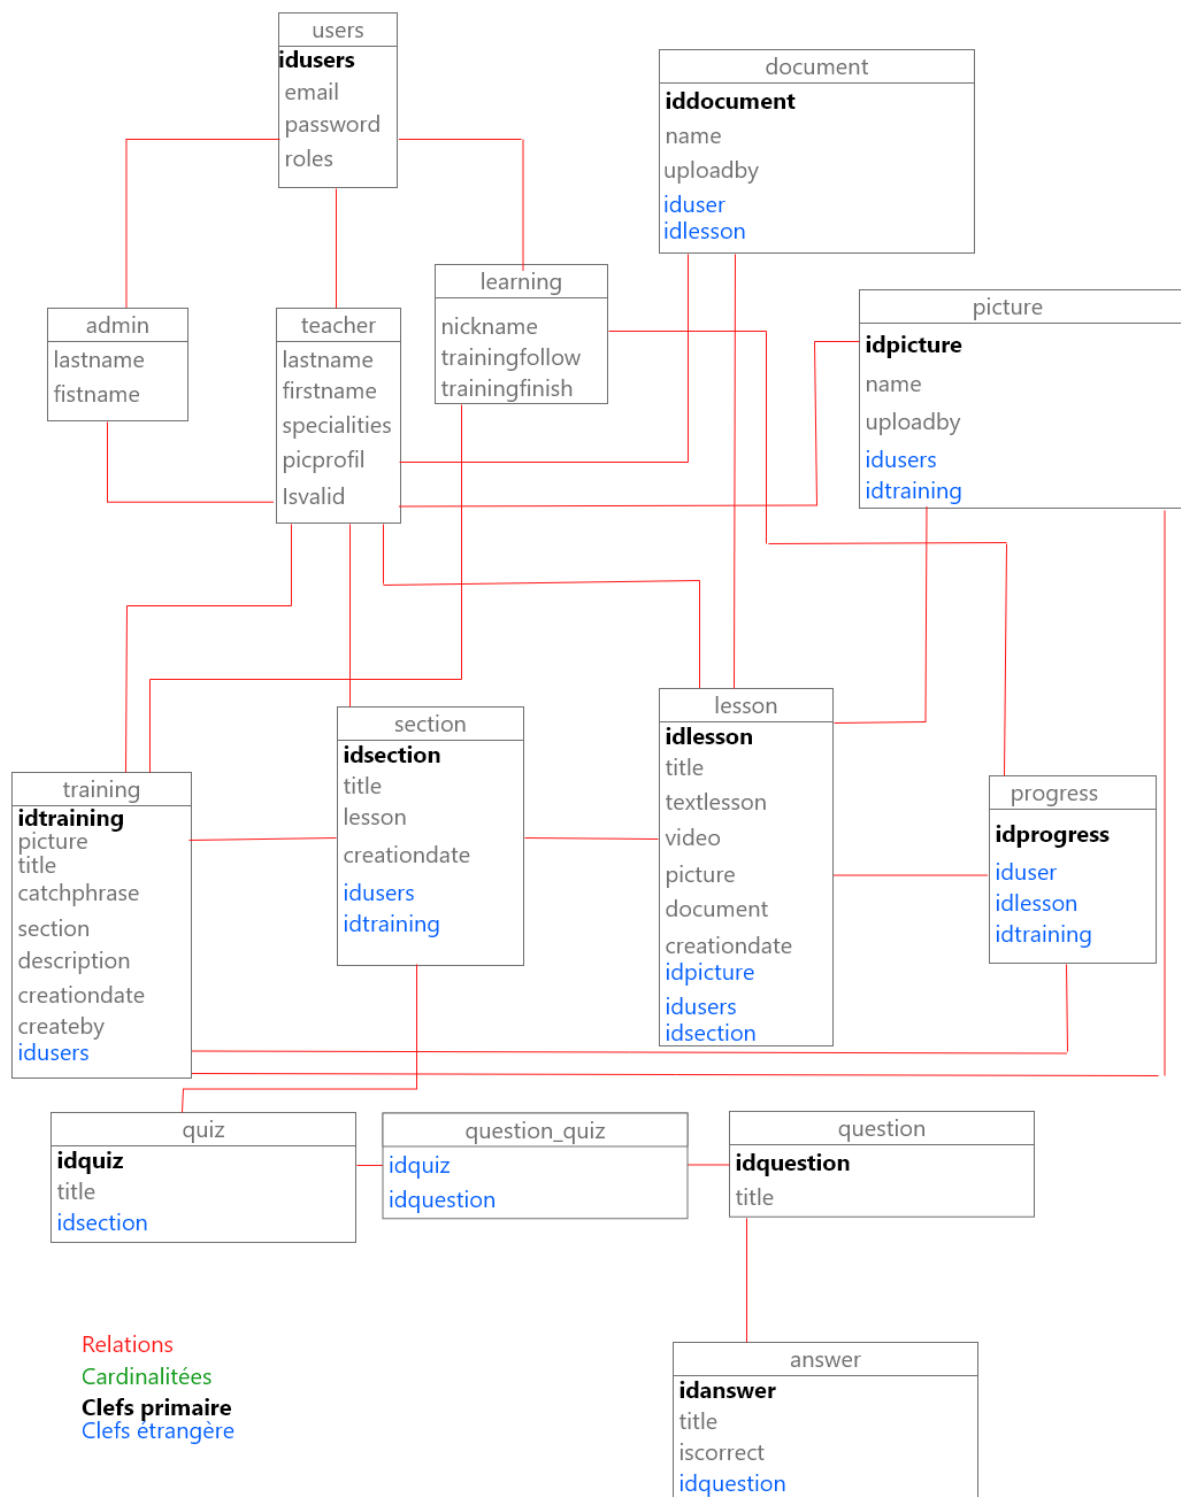 users
idusers
email
password
roles
document
iddocument
name
uploadby
iduser
idlesson
learning
nickname
trainingfollow
trainingfinish
admin
lastname
fistname
teacher
lastname
firstname
specialities
picprofil
Isvalid
picture
idpicture
name
uploadby
idusers
idtraining
section
idsection
title
lesson
creationdate
idusers
idtraining
lesson
idlesson
title
textlesson
video
picture
document
creationdate
idpicture
idusers
idsection
training
idtraining
picture
title
catchphrase
section
description
creationdate
createby
idusers
progress
idprogress
iduser
idlesson
idtraining
quiz
idquiz
title
idsection
question_quiz
idquiz
idquestion
question
idquestion
title
Relations
Cardinalitées
Clefs primaire
Clefs étrangère
answer
idanswer
title
iscorrect
idquestion